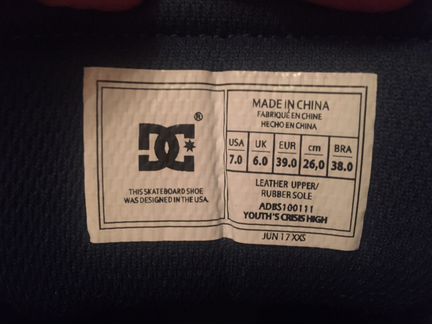 ®
DC
THIS SKATEBOARD SHOE
WAS DESIGNED IN THE USA.
MADE IN CHINA
FABRIQUÉ EN CHINE
HECHO EN CHINA
USA UK EUR cm BRA
7.0 6.0 39.0 26,0 38.0
LEATHER UPPER/
RUBBER SOLE
ADBS100111
YOUTH'S CRISIS HIGH
JUN 17 XXS